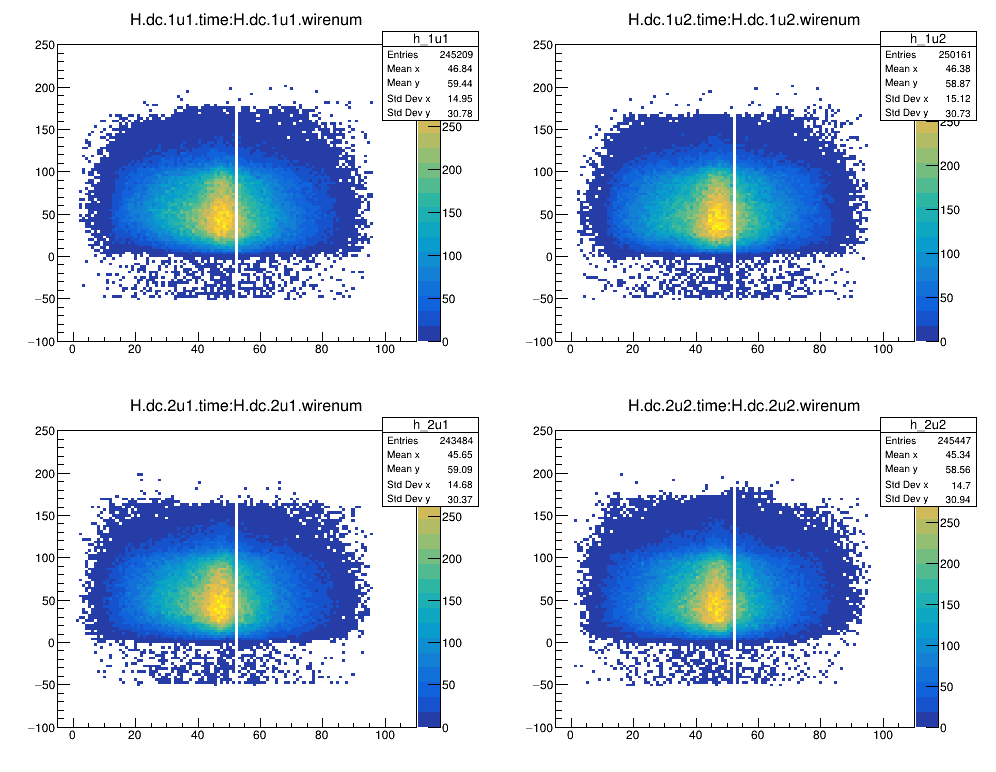 H.dc.1u1.time:H.dc.1u1.wirenum
h_1u1
Entries 245209
Mean x 46.84
Mean y 59.44
Std Dev x 14.95
Std Dev y 30.78
250
200
150
100
50
0
−50
−100
0 20 40 60 80 100
250
200
150
100
50
0
H.dc.1u2.time:H.dc.1u2.wirenum
h_1u2
Entries 250161
Mean x 46.38
Mean y 58.87
Std Dev x 15.12
Std Dev y 30.73
250
200
150
100
50
0
−50
−100
0 20 40 60 80 100
250
200
150
100
50
0
H.dc.2u1.time:H.dc.2u1.wirenum
h_2u1
Entries 243484
Mean x 45.65
Mean y 59.09
Std Dev x 14.68
Std Dev y 30.37
250
200
150
100
50
0
−50
−100
0 20 40 60 80 100
250
200
150
100
50
0
H.dc.2u2.time:H.dc.2u2.wirenum
h_2u2
Entries 245447
Mean x 45.34
Mean y 58.56
Std Dev x 14.7
Std Dev y 30.94
250
200
150
100
50
0
−50
−100
0 20 40 60 80 100
250
200
150
100
50
0